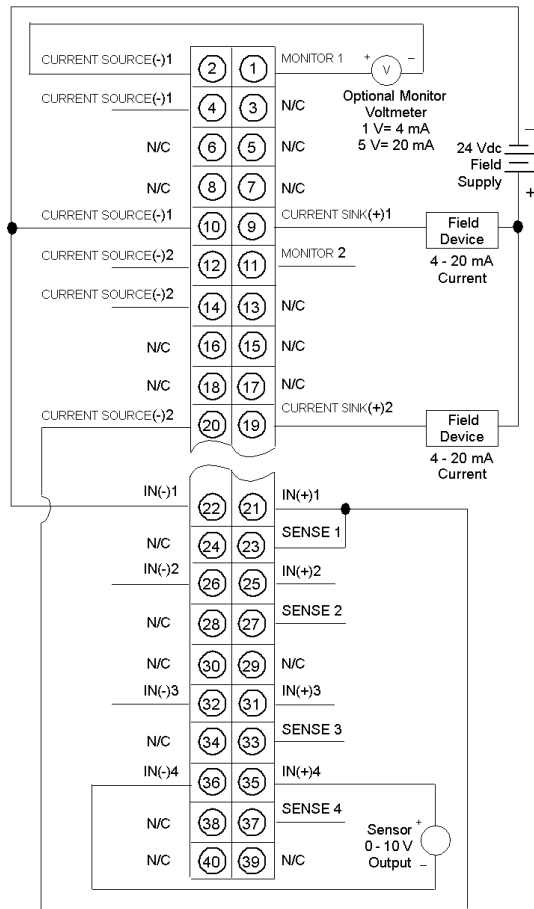 CURRENT SOURCE(-)1 2 1 MONITOR 1 + V −
CURRENT SOURCE(-)1 4 3 N/C
Optional Monitor
Voltmeter
1 V= 4 mA
5 V= 20 mA
N/C 6 5 N/C
24 Vdc
Field
Supply
−
+
N/C 8 7 N/C
CURRENT SOURCE(-)1 10 9 CURRENT SINK(+)1
Field
Device
4 - 20 mA
Current
CURRENT SOURCE(-)2 12 11 MONITOR 2
CURRENT SOURCE(-)2 14 13 N/C
N/C 16 15 N/C
N/C 18 17 N/C
CURRENT SOURCE(-)2 20 19 CURRENT SINK(+)2
Field
Device
4 - 20 mA
Current
IN(-)1 22 21 IN(+)1
N/C 24 23 SENSE 1
IN(-)2 26 25 IN(+)2
N/C 28 27 SENSE 2
N/C 30 29 N/C
IN(-)3 32 31 IN(+)3
N/C 34 33 SENSE 3
IN(-)4 36 35 IN(+)4
N/C 38 37 SENSE 4
N/C 40 39 N/C
Sensor +
0 - 10 V
Output −